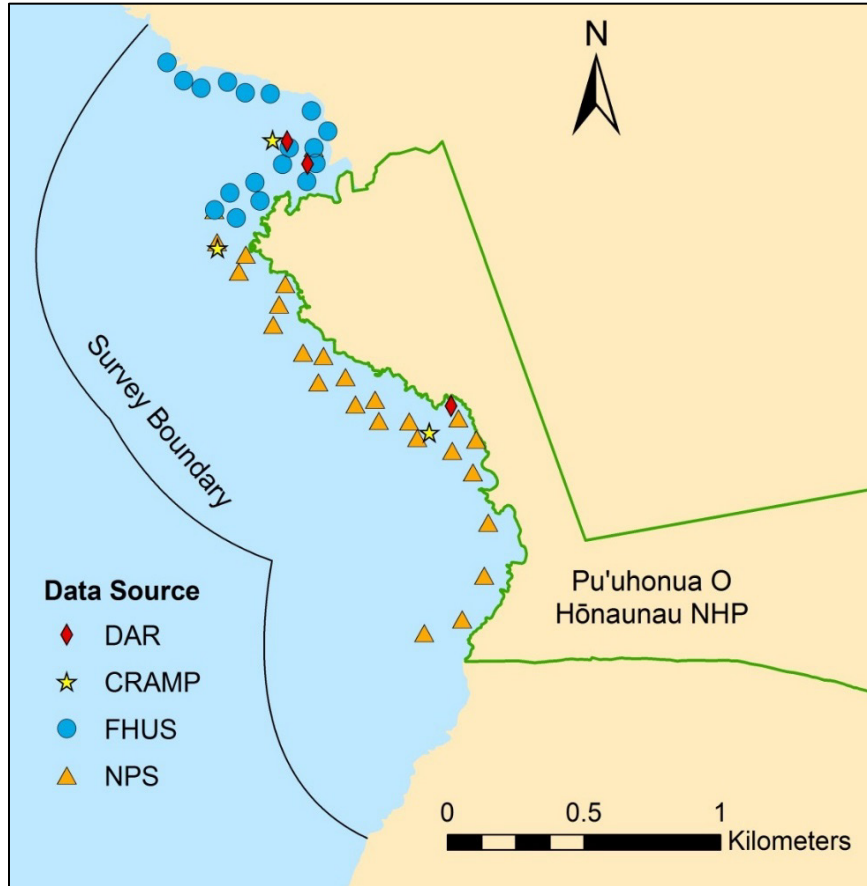 N
Survey Boundary
Pu'uhonua O
Hōnaunau NHP
Data Source
DAR
CRAMP
FHUS
NPS
0 0.5 1
Kilometers